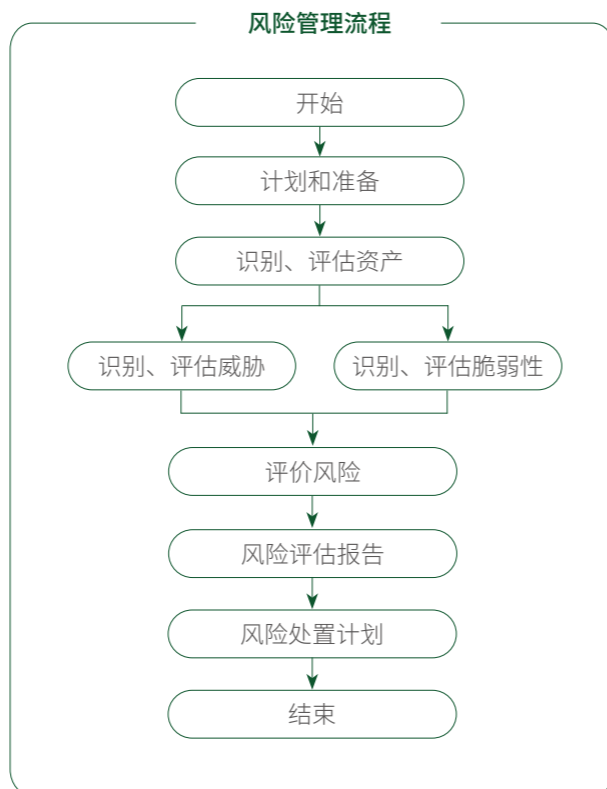 风险管理流程
开始
计划和准备
识别、评估资产
识别、评估威胁
识别、评估脆弱性
评价风险
风险评估报告
风险处置计划
结束